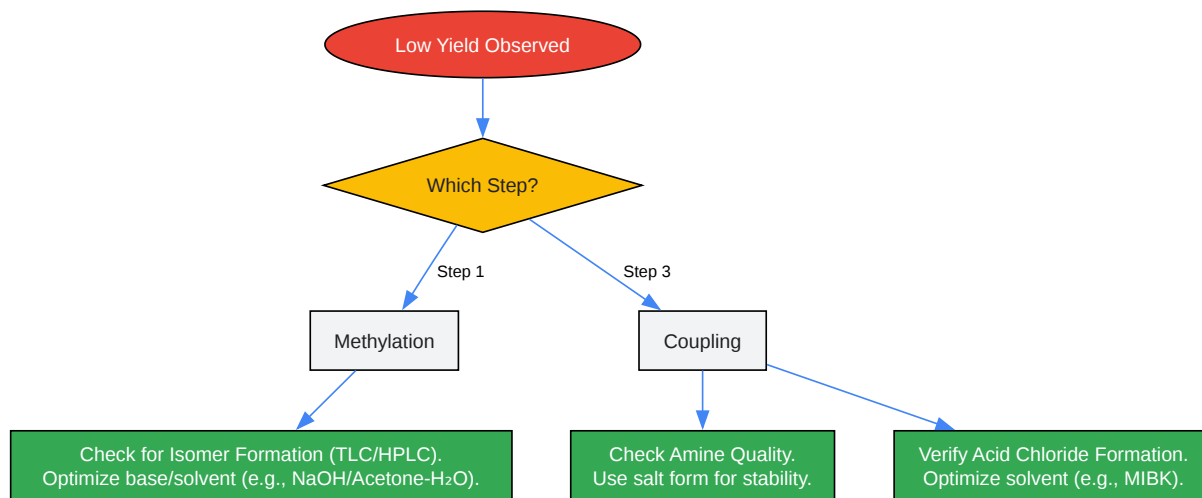 Low Yield Observed
Which Step?
Step 1
Step 3
Methylation
Coupling
Check for Isomer Formation (TLC/HPLC).
Optimize base/solvent (e.g., NaOH/Acetone-H₂O).
Check Amine Quality.
Use salt form for stability.
Verify Acid Chloride Formation.
Optimize solvent (e.g., MIBK).